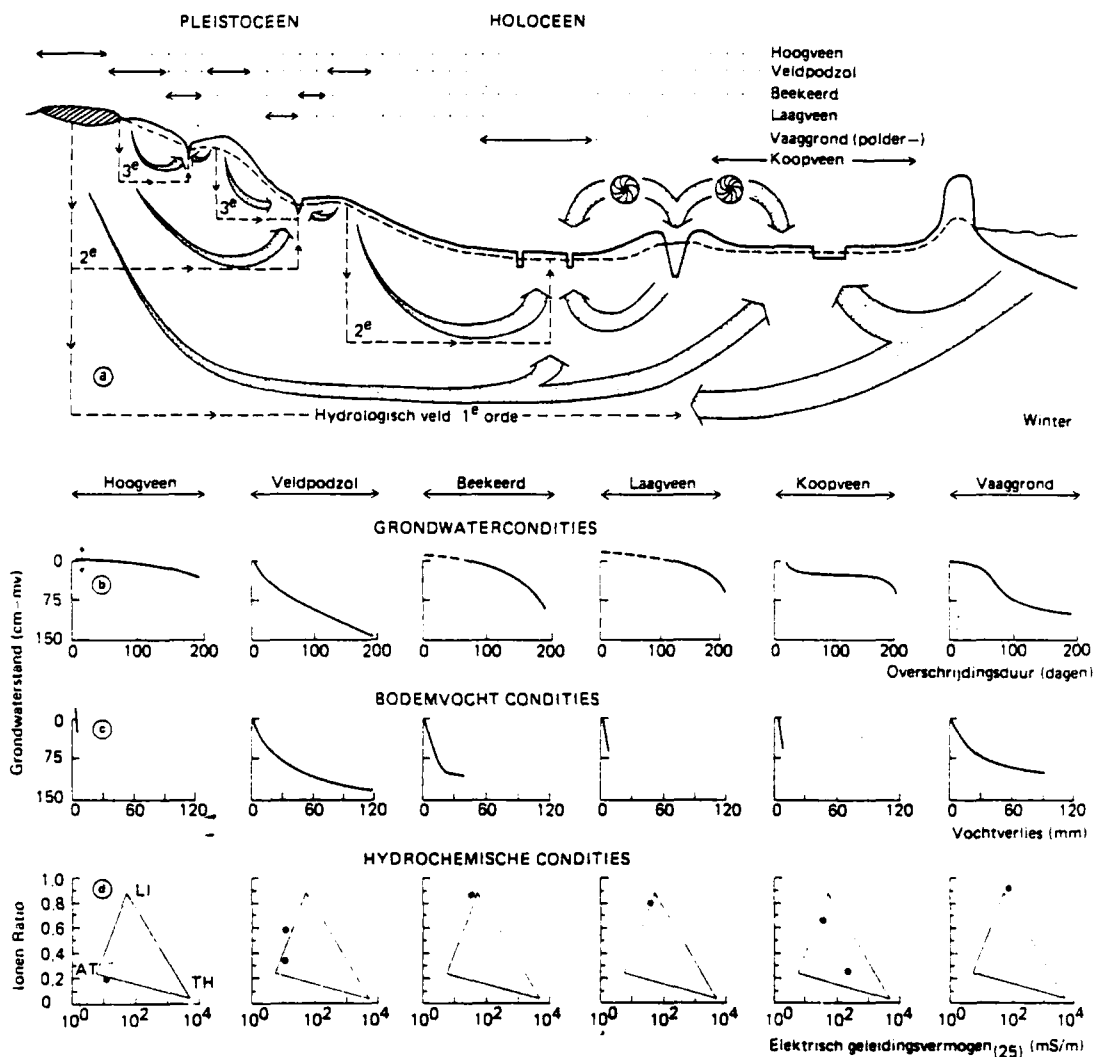 PLEISTOCEEN HOLOCEEN
Hoogveen
Veldpodzol
Beekeerd
Laagveen
Vaaggrond (polder-)
Koopveen
3e
3e
2e
2e
a
Hydrologisch veld 1e orde
Winter
Hoogveen Veldpodzol Beekeerd Laagveen Koopveen Vaaggrond
GRONDWATERCONDITIES
Grondwaterstand (cm-mv)
b
0
75
150
0 100 200 0 100 200 0 100 200 0 100 200 0 100 200 0 100 200
Overschrijdingsduur (dagen)
BODEMVOCHT CONDITIES
c
0
75
150
0 60 120 0 60 120 0 60 120 0 60 120 0 60 120 0 60 120
Vochtverlies (mm)
HYDROCHEMISCHE CONDITIES
Ionen Ratio
d
1.0
0.8
0.6
0.4
0.2
0
LI
AT
TH
10^0 10^2 10^4 10^0 10^2 10^4 10^0 10^2 10^4 10^0 10^2 10^4 10^0 10^2 10^4 10^0 10^2 10^4
Elektrisch geleidingsvermogen(25) (mS/m)